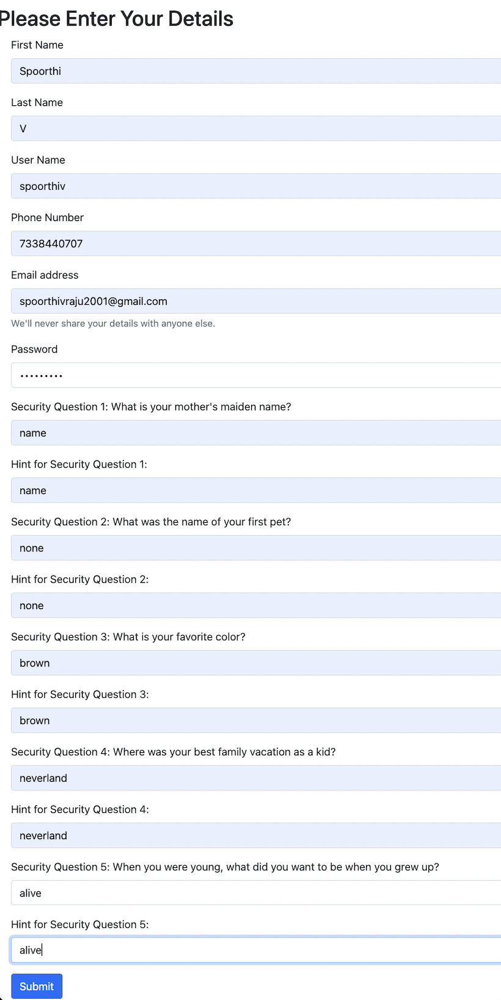 Please Enter Your Details
First Name
Spoorthi
Last Name
V
User Name
spoorthiv
Phone Number
7338440707
Email address
spoorthivraju2001@gmail.com
We'll never share your details with anyone else.
Password
•••••••••
Security Question 1: What is your mother's maiden name?
name
Hint for Security Question 1:
name
Security Question 2: What was the name of your first pet?
none
Hint for Security Question 2:
none
Security Question 3: What is your favorite color?
brown
Hint for Security Question 3:
brown
Security Question 4: Where was your best family vacation as a kid?
neverland
Hint for Security Question 4:
neverland
Security Question 5: When you were young, what did you want to be when you grew up?
alive
Hint for Security Question 5:
alive
Submit